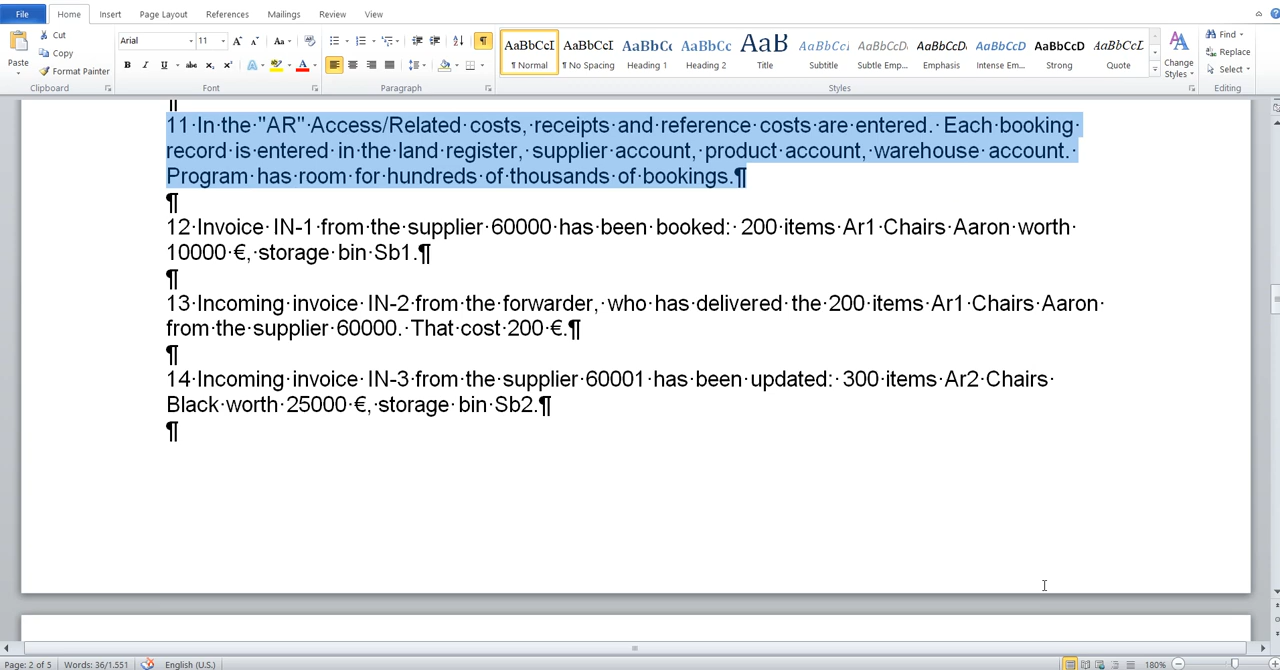 File Home Insert Page Layout References Mailings Review View
Paste
Cut
Copy
Format Painter
Clipboard
Arial 11
Font
Paragraph
AaBbCcI AaBbCcI AaBbCc AaBbCc AaB AaBbCcI AaBbCcD AaBbCcD AaBbCcD AaBbCcD AaBbCcL
¶ Normal ¶ No Spacing Heading 1 Heading 2 Title Subtitle Subtle Emp... Emphasis Intense Em... Strong Quote
Styles
Change
Styles
Find
Replace
Select
Editing
¶
11·In·the·"AR"·Access/Related·costs,·receipts·and·reference·costs·are·entered.·Each·booking·
record·is·entered·in·the·land·register,·supplier·account,·product·account,·warehouse·account.·
Program·has·room·for·hundreds·of·thousands·of·bookings.¶
¶
12·Invoice·IN-1·from·the·supplier·60000·has·been·booked:·200·items·Ar1·Chairs·Aaron·worth·
10000·€,·storage·bin·Sb1.¶
¶
13·Incoming·invoice·IN-2·from·the·forwarder,·who·has·delivered·the·200·items·Ar1·Chairs·Aaron·
from·the·supplier·60000.·That·cost·200·€.¶
¶
14·Incoming·invoice·IN-3·from·the·supplier·60001·has·been·updated:·300·items·Ar2·Chairs·
Black·worth·25000·€,·storage·bin·Sb2.¶
¶
Page: 2 of 5 Words: 36/1.551 English (U.S.) 180%